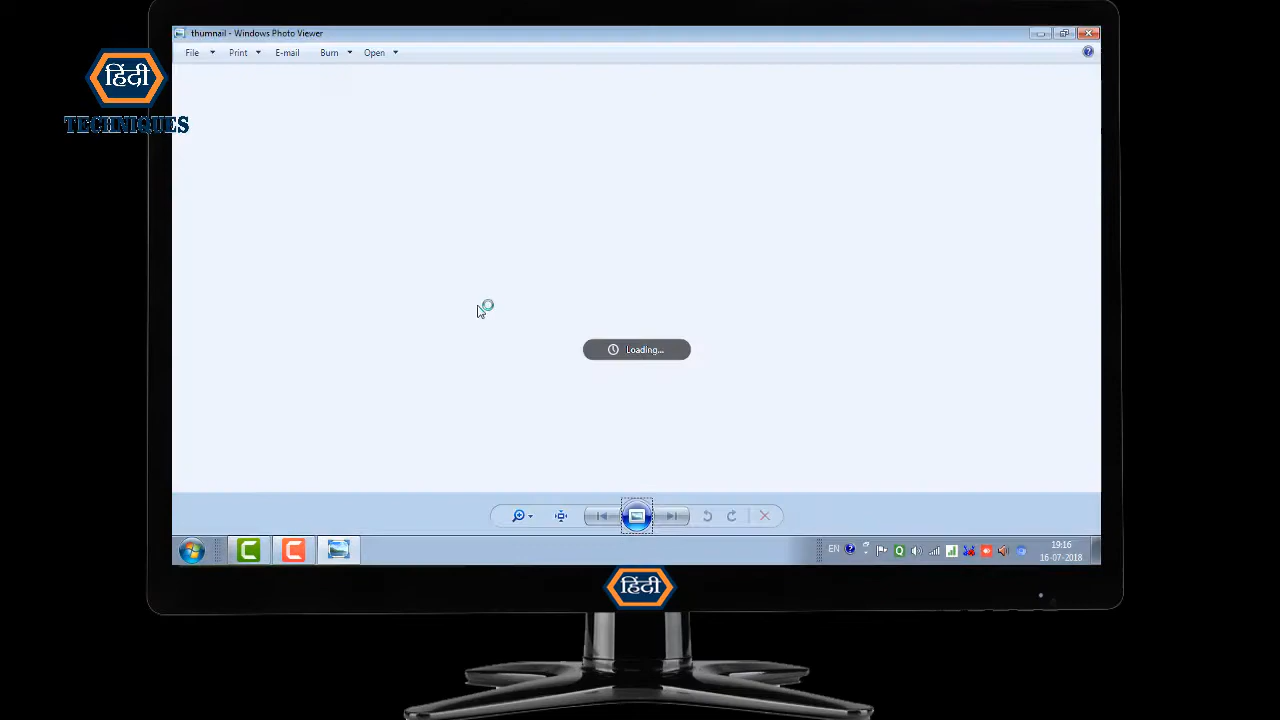 thumnail - Windows Photo Viewer
File Print E-mail Burn Open
हिंदी
TECHNIQUES
Loading...
EN 19:16
16-07-2018
हिंदी